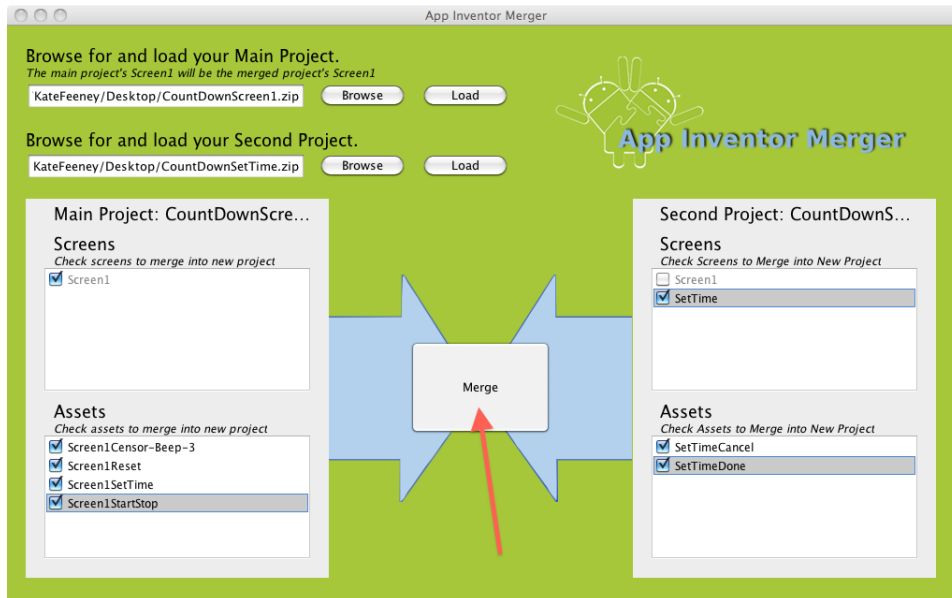 App Inventor Merger
Browse for and load your Main Project.
The main project's Screen1 will be the merged project's Screen1
KateFeeney/Desktop/CountDownScreen1.zip Browse Load
App Inventor Merger
Browse for and load your Second Project.
KateFeeney/Desktop/CountDownSetTime.zip Browse Load
Main Project: CountDownScre...
Screens
Check screens to merge into new project
Screen1
Assets
Check assets to merge into new project
Screen1Censor-Beep-3
Screen1Reset
Screen1SetTime
Screen1StartStop
Merge
Second Project: CountDownS...
Screens
Check Screens to Merge into New Project
Screen1
SetTime
Assets
Check Assets to Merge into New Project
SetTimeCancel
SetTimeDone